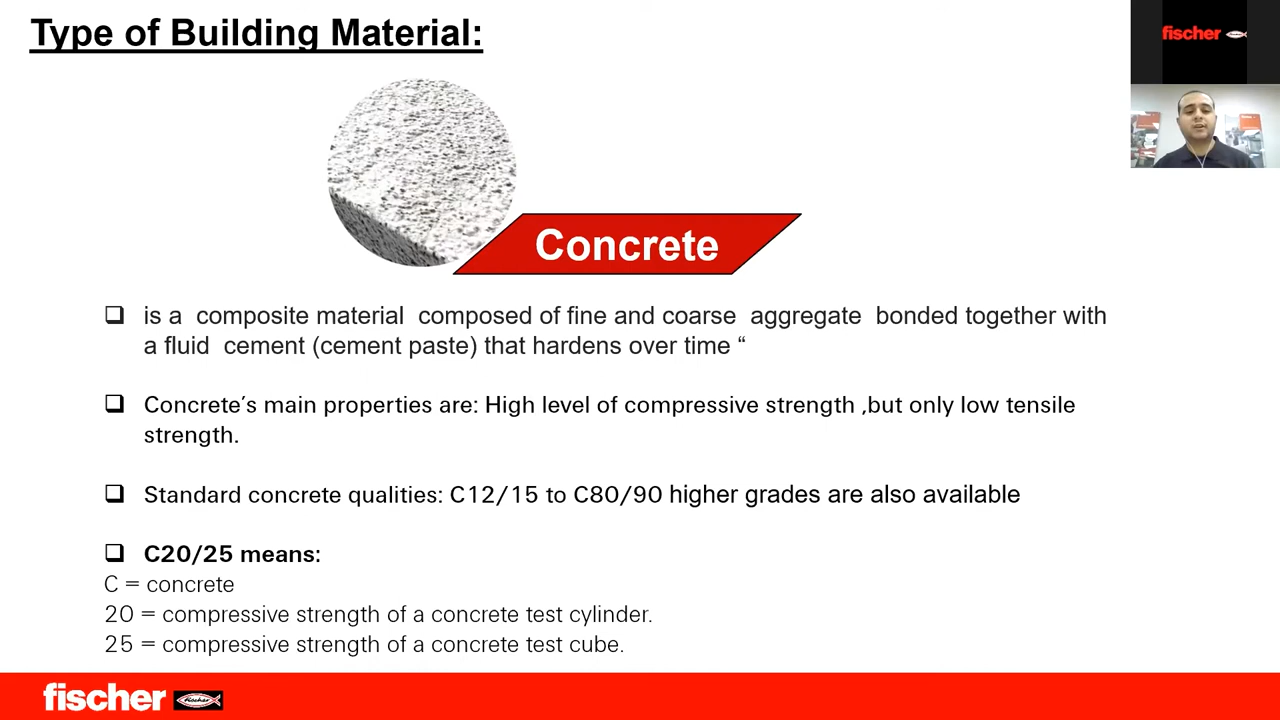 Type of Building Material:
fischer
Concrete
is a composite material composed of fine and coarse aggregate bonded together with
a fluid cement (cement paste) that hardens over time “
Concrete’s main properties are: High level of compressive strength ,but only low tensile
strength.
Standard concrete qualities: C12/15 to C80/90 higher grades are also available
C20/25 means:
C = concrete
20 = compressive strength of a concrete test cylinder.
25 = compressive strength of a concrete test cube.
fischer
fischer